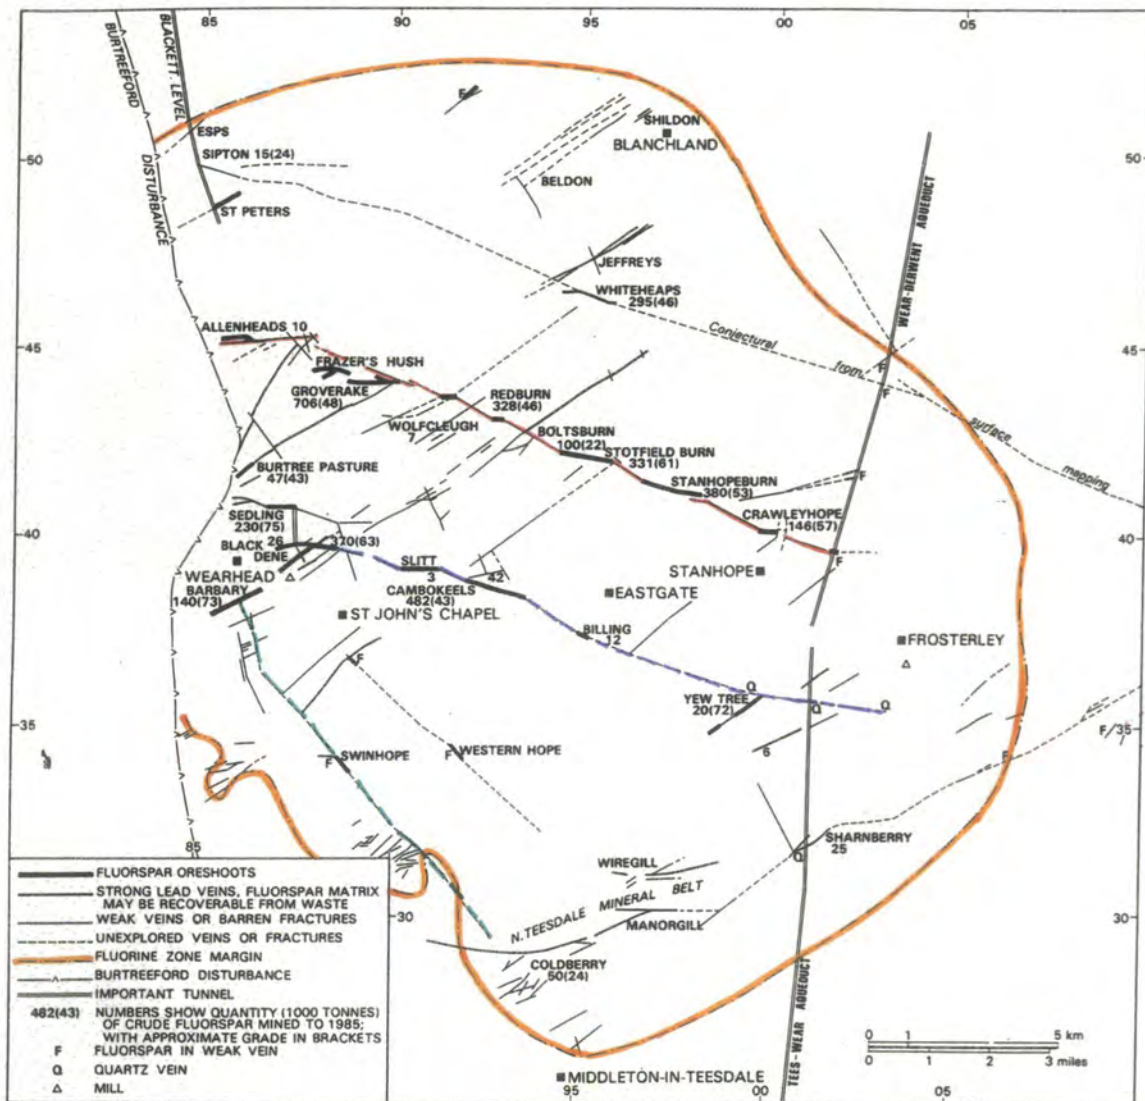 85
90
95
00
05
BLACKETT. LEVEL
BURTREEFORD
DISTURBANCE
ESPS
SIPTON 15(24)
ST PETERS
F
SHILDON
BLANCHLAND
BELDON
50
50
JEFFREYS
WHITEHEAPS
295(46)
WEAR-DERWENT AQUEDUCT
Conjectural
from
surface
mapping
45
45
ALLENHEADS 10
FRAZER'S HUSH
GROVERAKE
706(48)
WOLFCLEUGH
7
REDBURN
328(46)
BOLTSBURN
100(22)
STOTFIELD BURN
331(61)
STANHOPEBURN
380(53)
CRAWLEYHOPE
146(57)
F
F
F
F
BURTREE PASTURE
47(43)
SEDLING
230(75)
40
40
BLACK
DENE
26
370(63)
WEARHEAD
BARBARY
140(73)
SLITT
3
42
CAMBOKEELS
482(43)
STANHOPE
EASTGATE
ST JOHN'S CHAPEL
BILLING
12
FROSTERLEY
F
Q
YEW TREE
20(72)
Q
Q
6
35
F/35
SWINHOPE
F
WESTERN HOPE
F
F
SHARNBERRY
25
Q
WIREGILL
N. TEESDALE MINERAL BELT
MANORGILL
30
30
COLDBERRY
50(24)
TEES-WEAR AQUEDUCT
MIDDLETON-IN-TEESDALE
85
95
00
05
FLUORSPAR ORESHOOTS
STRONG LEAD VEINS, FLUORSPAR MATRIX
MAY BE RECOVERABLE FROM WASTE
WEAK VEINS OR BARREN FRACTURES
UNEXPLORED VEINS OR FRACTURES
FLUORINE ZONE MARGIN
BURTREEFORD DISTURBANCE
IMPORTANT TUNNEL
482(43) NUMBERS SHOW QUANTITY (1000 TONNES)
OF CRUDE FLUORSPAR MINED TO 1985;
WITH APPROXIMATE GRADE IN BRACKETS
F FLUORSPAR IN WEAK VEIN
Q QUARTZ VEIN
MILL
0 1 5 km
0 1 2 3 miles